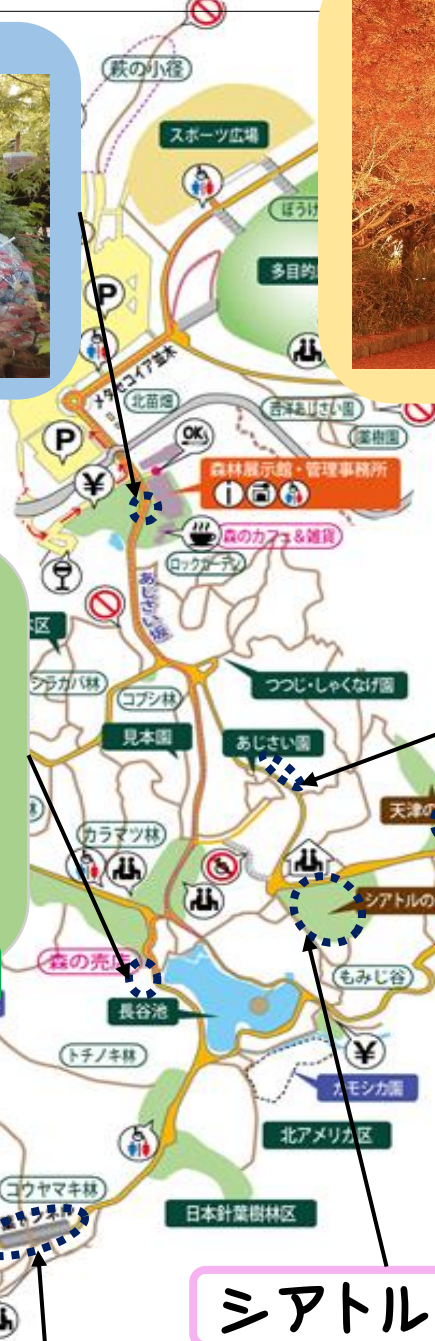 萩の小径
スポーツ広場
ぼうけ
多目的
P
メタセコイア並木
北苗畑
西洋あじさい園
薬樹園
P
OK
¥
森林展示館・管理事務所
i
森のカフェ&雑貨
ロックガーデン
あじさい坂
区
シラカバ林
つつじ・しゃくなげ園
コブシ林
見本園
あじさい園
天津の
林
カラマツ林
シアトルの
森の売店
もみじ谷
長谷池
¥
トチノキ林
カモシカ園
北アメリカ区
コウヤマキ林
日本針葉樹林区
シアトル